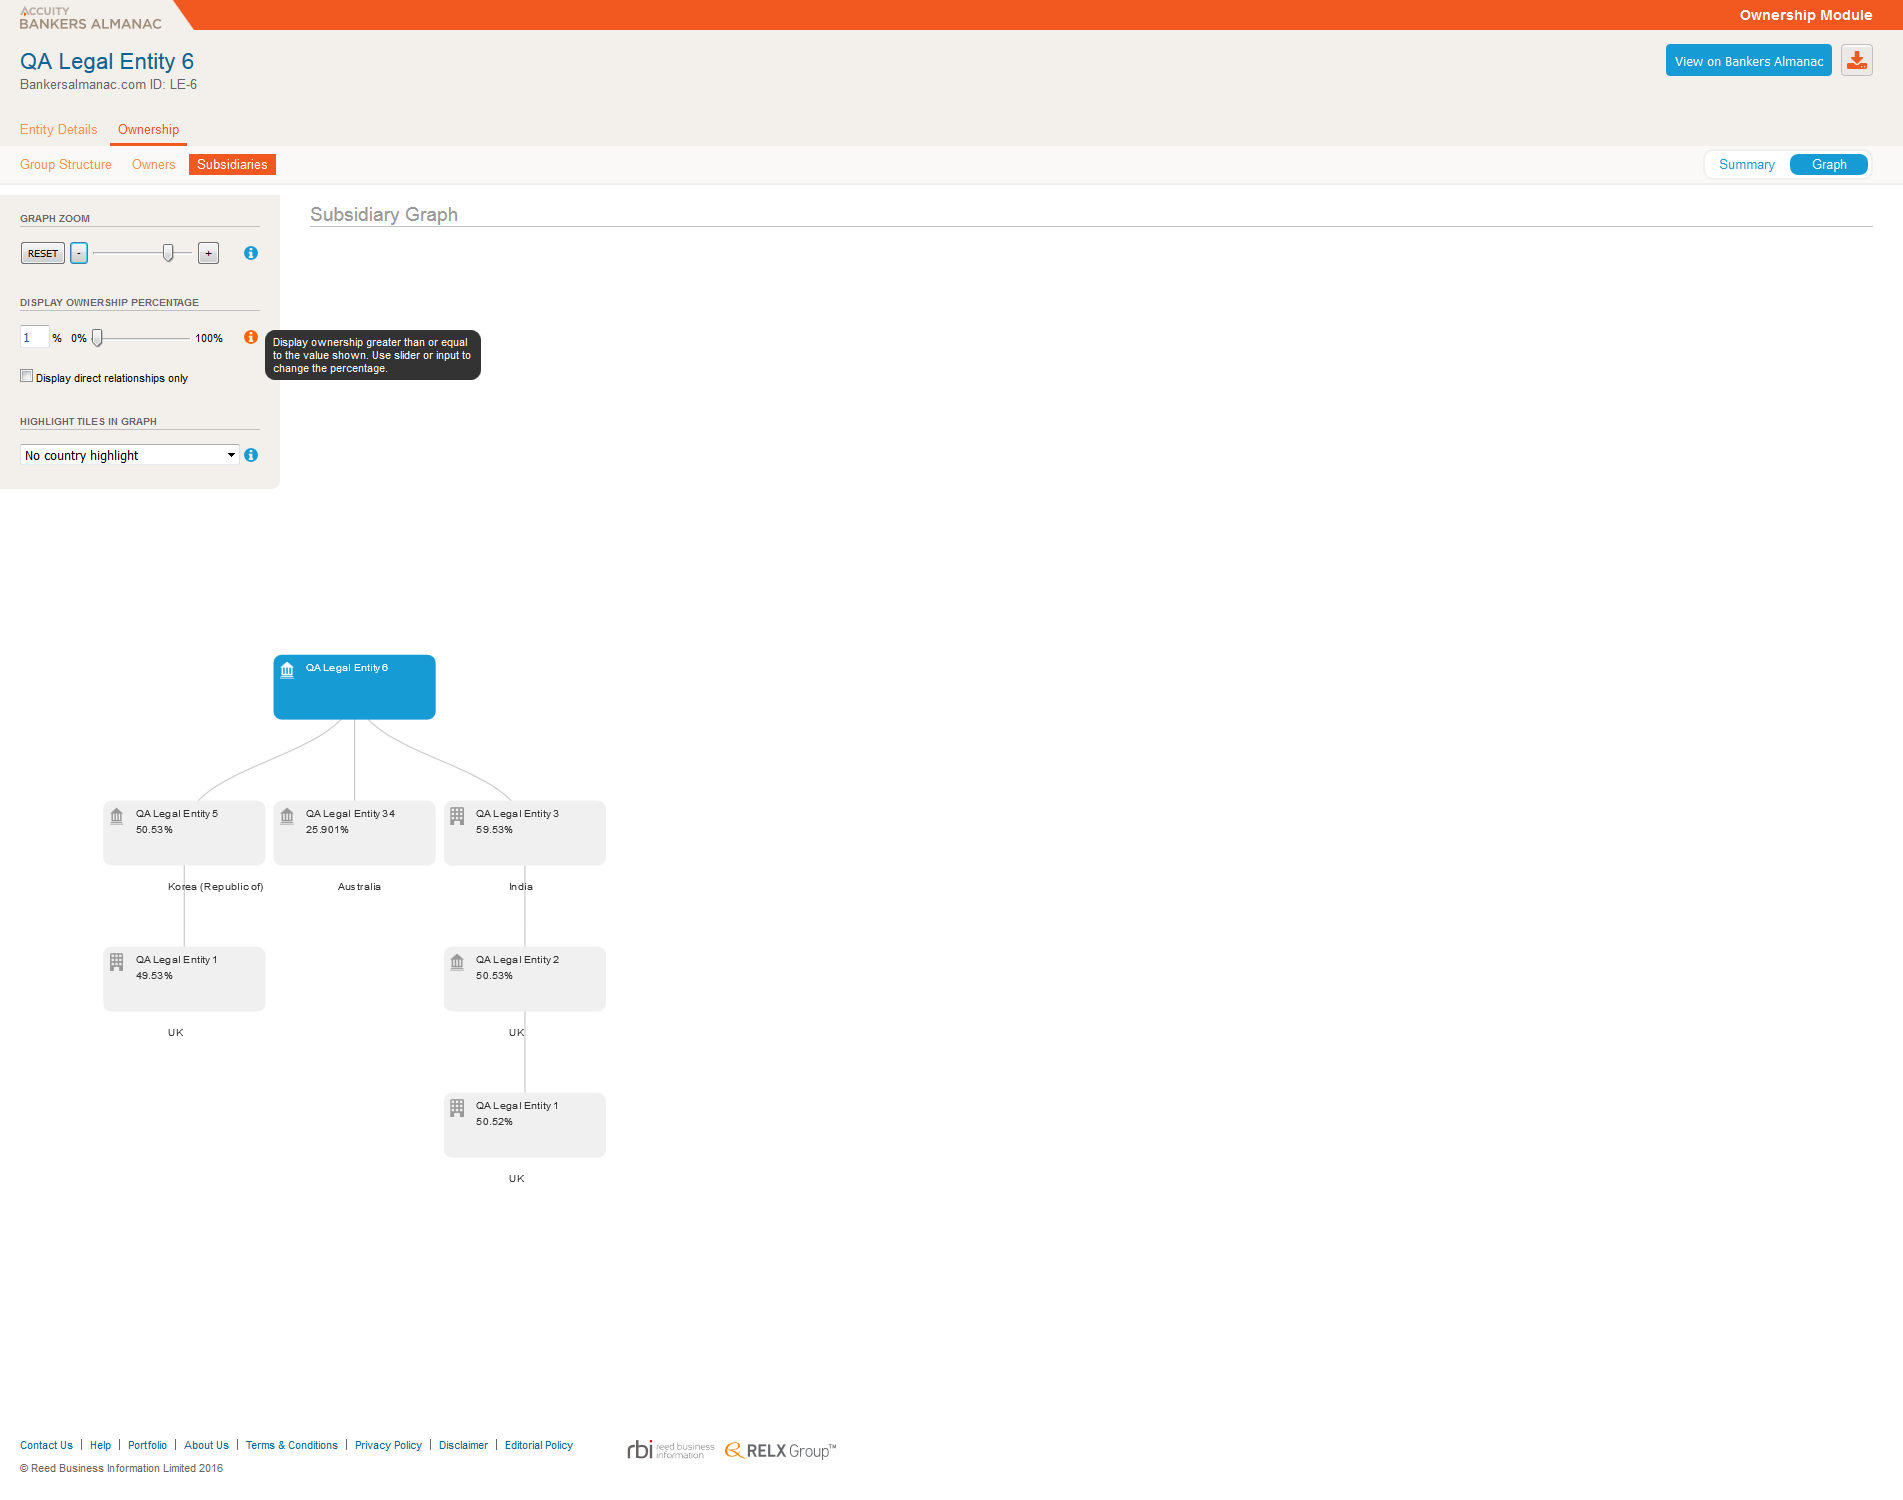 ACCUITY
BANKERS ALMANAC
Ownership Module
QA Legal Entity 6
Bankersalmanac.com ID: LE-6
View on Bankers Almanac
Entity Details Ownership
Group Structure Owners Subsidiaries
Summary Graph
GRAPH ZOOM
RESET - +
Subsidiary Graph
DISPLAY OWNERSHIP PERCENTAGE
1 % 0% 100%
Display ownership greater than or equal
to the value shown. Use slider or input to
change the percentage.
Display direct relationships only
HIGHLIGHT TILES IN GRAPH
No country highlight
QA Legal Entity 6
QA Legal Entity 5
50.53%
Korea (Republic of)
QA Legal Entity 34
25.901%
Australia
QA Legal Entity 3
59.53%
India
QA Legal Entity 1
49.53%
UK
QA Legal Entity 2
50.53%
UK
QA Legal Entity 1
50.52%
UK
Contact Us | Help | Portfolio | About Us | Terms & Conditions | Privacy Policy | Disclaimer | Editorial Policy
rbi reed business information
RELX Group™
© Reed Business Information Limited 2016